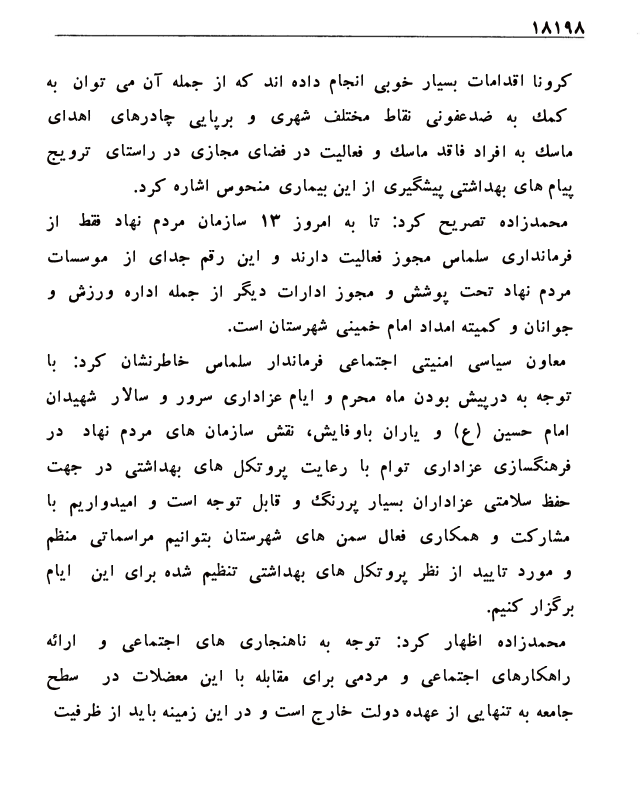 ۱۸۱۹۸
کرونا اقدامات بسیار خوبی انجام داده اند که از جمله آن می توان به
کمك به ضدعفونی نقاط مختلف شهری و برپایی چادرهای اهدای
ماسك به افراد فاقد ماسك و فعالیت در فضای مجازی در راستای ترویج
پیام های بهداشتی پیشگیری از این بیماری منحوس اشاره کرد.
محمدزاده تصریح کرد: تا به امروز ۱۳ سازمان مردم نهاد فقط از
فرمانداری سلماس مجوز فعالیت دارند و این رقم جدای از موسسات
مردم نهاد تحت پوشش و مجوز ادارات دیگر از جمله اداره ورزش و
جوانان و کمیته امداد امام خمینی شهرستان است.
معاون سیاسی امنیتی اجتماعی فرماندار سلماس خاطرنشان کرد: با
توجه به درپیش بودن ماه محرم و ایام عزاداری سرور و سالار شهیدان
امام حسین (ع) و یاران باوفایش، نقش سازمان های مردم نهاد در
فرهنگسازی عزاداری توام با رعایت پروتکل های بهداشتی در جهت
حفظ سلامتی عزاداران بسیار پررنگ و قابل توجه است و امیدواریم با
مشارکت و همکاری فعال سمن های شهرستان بتوانیم مراسماتی منظم
و مورد تایید از نظر پروتکل های بهداشتی تنظیم شده برای این ایام
برگزار کنیم.
محمدزاده اظهار کرد: توجه به ناهنجاری های اجتماعی و ارائه
راهکارهای اجتماعی و مردمی برای مقابله با این معضلات در سطح
جامعه به تنهایی از عهده دولت خارج است و در این زمینه باید از ظرفیت